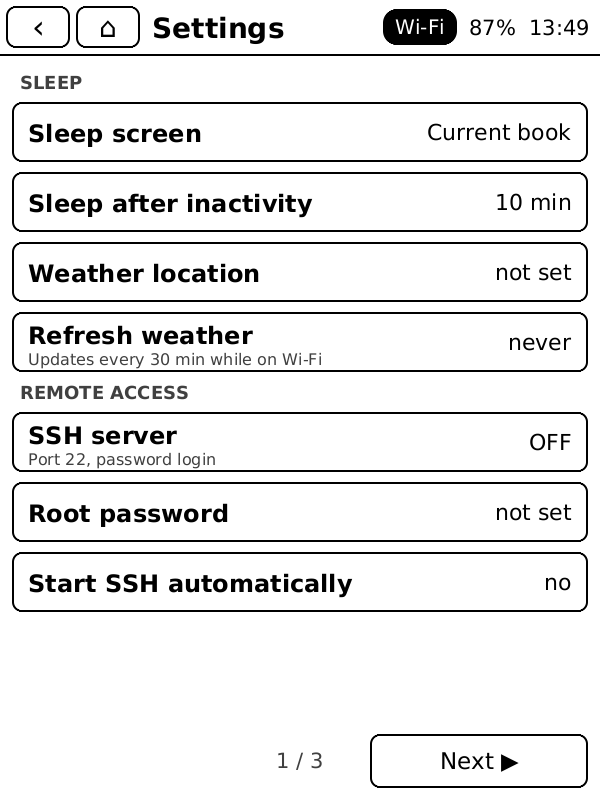 ‹ ⌂ Settings Wi-Fi 87% 13:49
SLEEP
Sleep screen Current book
Sleep after inactivity 10 min
Weather location not set
Refresh weather never
Updates every 30 min while on Wi-Fi
REMOTE ACCESS
SSH server OFF
Port 22, password login
Root password not set
Start SSH automatically no
1 / 3 Next ▶